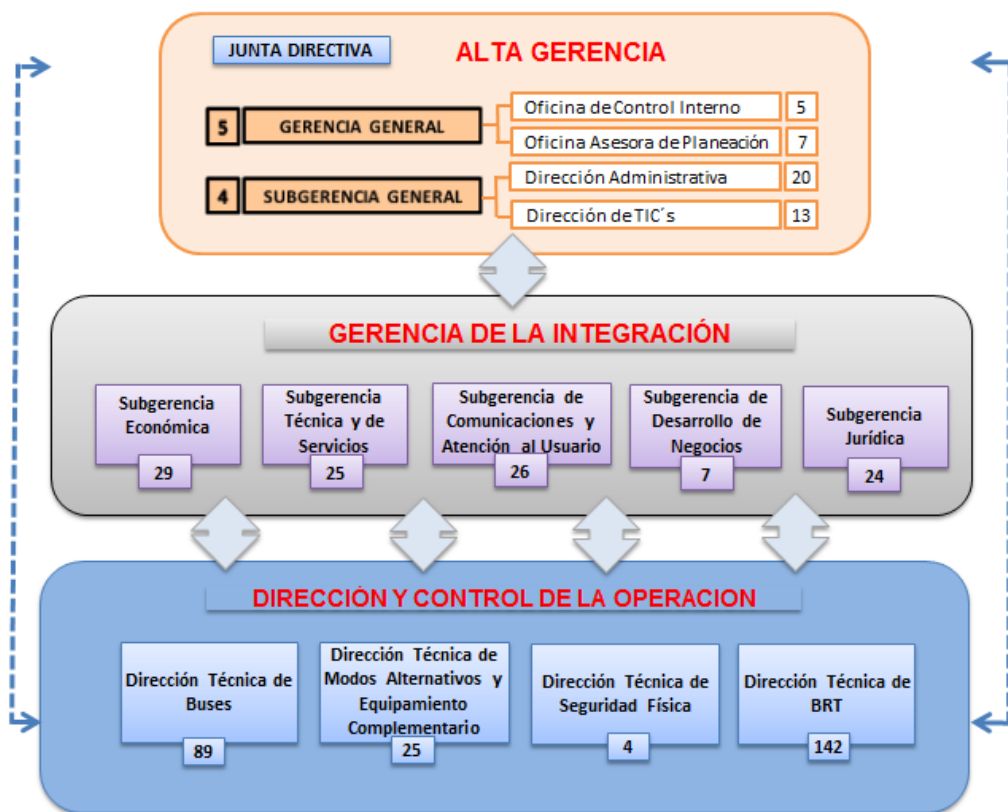 JUNTA DIRECTIVA
ALTA GERENCIA
5 GERENCIA GENERAL
Oficina de Control Interno 5
Oficina Asesora de Planeación 7
4 SUBGERENCIA GENERAL
Dirección Administrativa 20
Dirección de TIC´s 13
GERENCIA DE LA INTEGRACIÓN
Subgerencia
Económica
29
Subgerencia
Técnica y de
Servicios
25
Subgerencia de
Comunicaciones y
Atención al Usuario
26
Subgerencia de
Desarrollo de
Negocios
7
Subgerencia
Jurídica
24
DIRECCIÓN Y CONTROL DE LA OPERACION
Dirección Técnica de
Buses
89
Dirección Técnica de
Modos Alternativos y
Equipamiento
Complementario
25
Dirección Técnica de
Seguridad Física
4
Dirección Técnica de
BRT
142